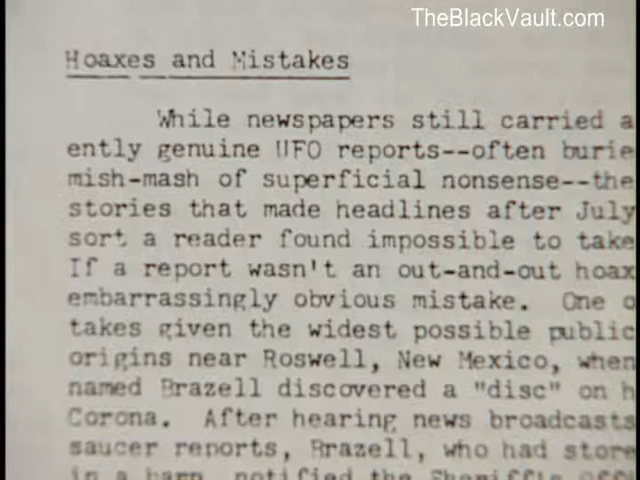 TheBlackVault.com
Hoaxes and Mistakes
While newspapers still carried a
ently genuine UFO reports--often burie
mish-mash of superficial nonsense--the
stories that made headlines after July
sort a reader found impossible to take
If a report wasn't an out-and-out hoax
embarrassingly obvious mistake. One o
takes given the widest possible public
origins near Roswell, New Mexico, when
named Brazell discovered a "disc" on h
Corona. After hearing news broadcasts
saucer reports, Brazell, who had store
in a barn, notified the Sheriff's Off